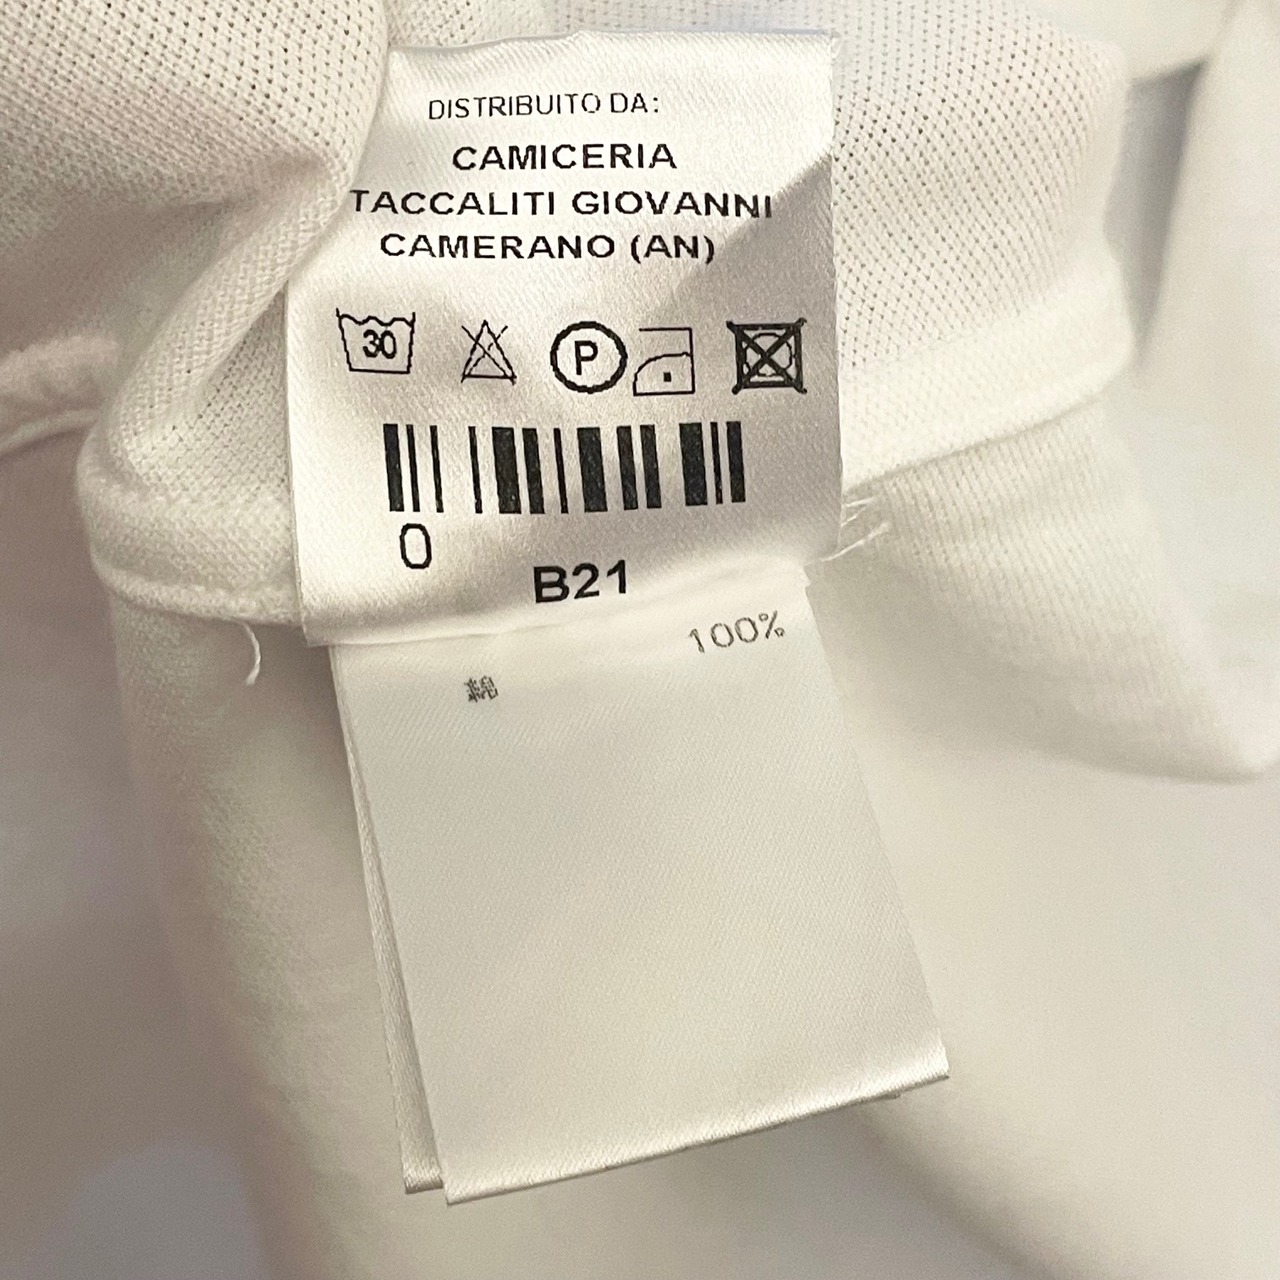 DISTRIBUITO DA:
CAMICERIA
TACCALITI GIOVANNI
CAMERANO (AN)
30 P
0
B21
100%
綿